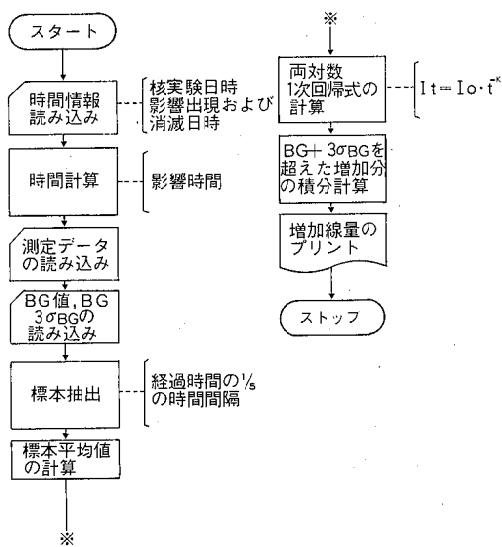 スタート
時間情報
読み込み
核実験日時
影響出現および
消滅日時
時間計算
影響時間
測定データ
の読み込み
BG値,BG
3σBGの
読み込み
標本抽出
経過時間の1/5
の時間間隔
標本平均値
の計算
※
※
両対数
1次回帰式の
計算
It=Io·t-κ
BG+3σBGを
超えた増加分
の積分計算
増加線量の
プリント
ストップ